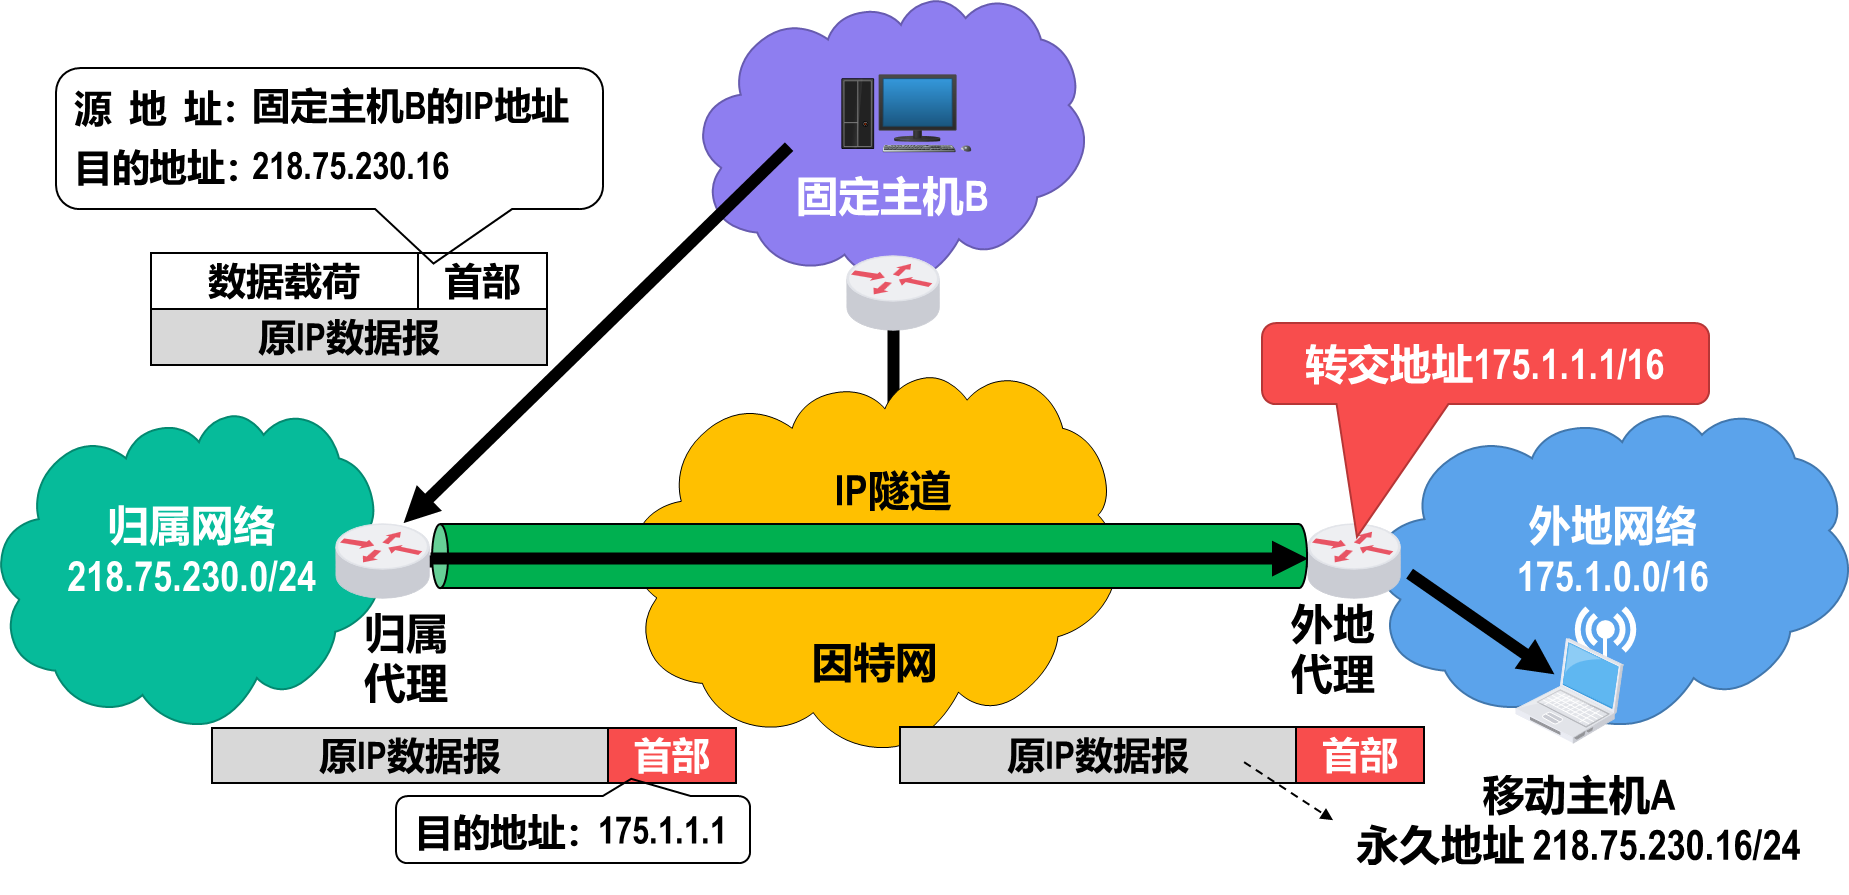 源地址：固定主机B的IP地址
目的地址：218.75.230.16
数据载荷 首部
原IP数据报
固定主机B
转交地址175.1.1.1/16
IP隧道
归属网络
218.75.230.0/24
外地网络
175.1.0.0/16
归属
代理
因特网
外地
代理
原IP数据报 首部
目的地址：175.1.1.1
原IP数据报 首部
移动主机A
永久地址 218.75.230.16/24